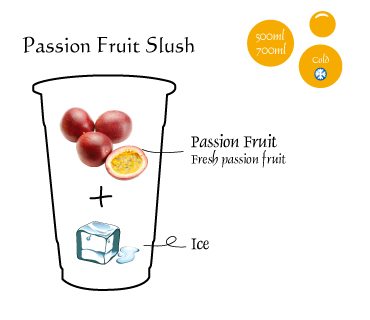 Passion Fruit Slush
500ml
700ml
Cold
Passion Fruit
Fresh passion fruit
+
Ice